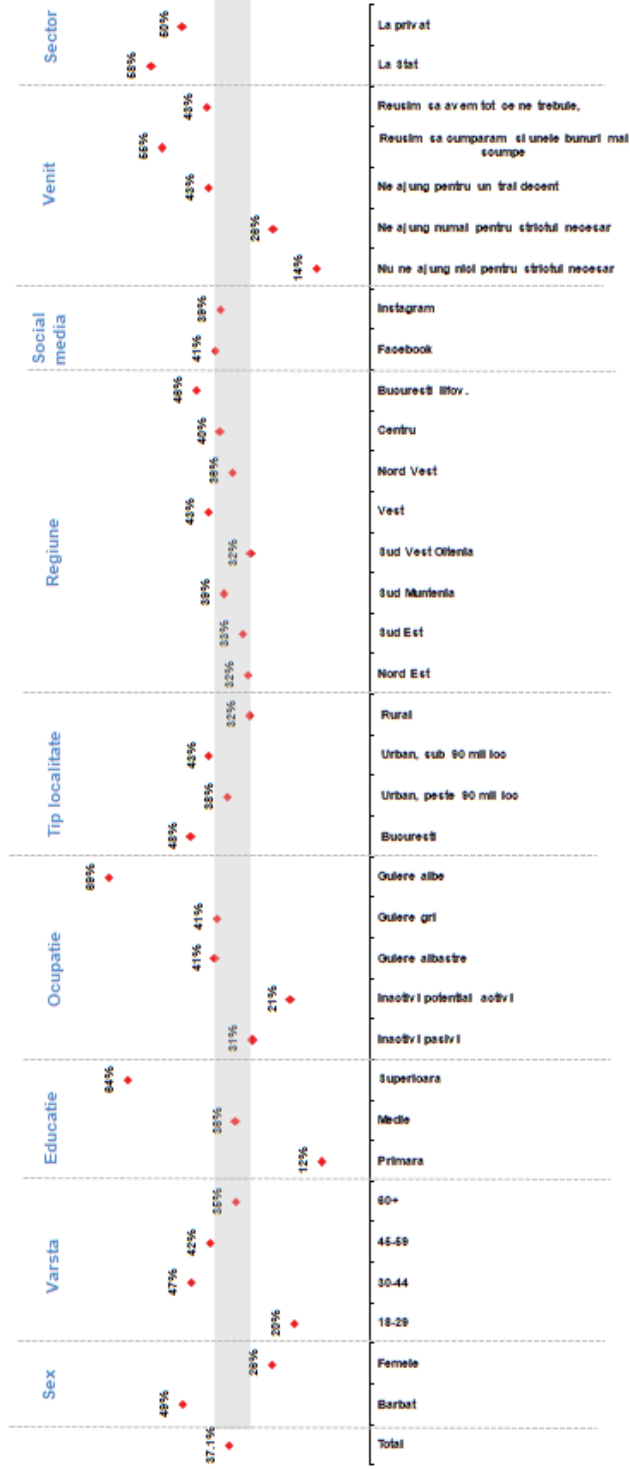 Sector
50%
La privat
58%
La Stat
Venit
43%
Reusim sa avem tot ce ne trebuie,
55%
Reusim sa cumparam si unele bunuri mai
scumpe
43%
Ne ajung pentru un trai decent
26%
Ne ajung numai pentru strictul necesar
14%
Nu ne ajung nici pentru strictul necesar
Social
media
39%
Instagram
41%
Facebook
Regiune
46%
Bucuresti Ilfov.
40%
Centru
36%
Nord Vest
43%
Vest
32%
Sud Vest Oltenia
39%
Sud Muntenia
33%
Sud Est
32%
Nord Est
Tip localitate
32%
Rural
43%
Urban, sub 90 mii loc
38%
Urban, peste 90 mii loc
48%
Bucuresti
Ocupatie
69%
Gulere albe
41%
Gulere gri
41%
Gulere albastre
21%
Inactivi potential activi
31%
Inactivi pasivi
Educatie
64%
Superioara
36%
Medie
12%
Primara
Varsta
35%
60+
42%
45-59
47%
30-44
20%
18-29
Sex
26%
Femeie
49%
Barbat
37.1%
Total